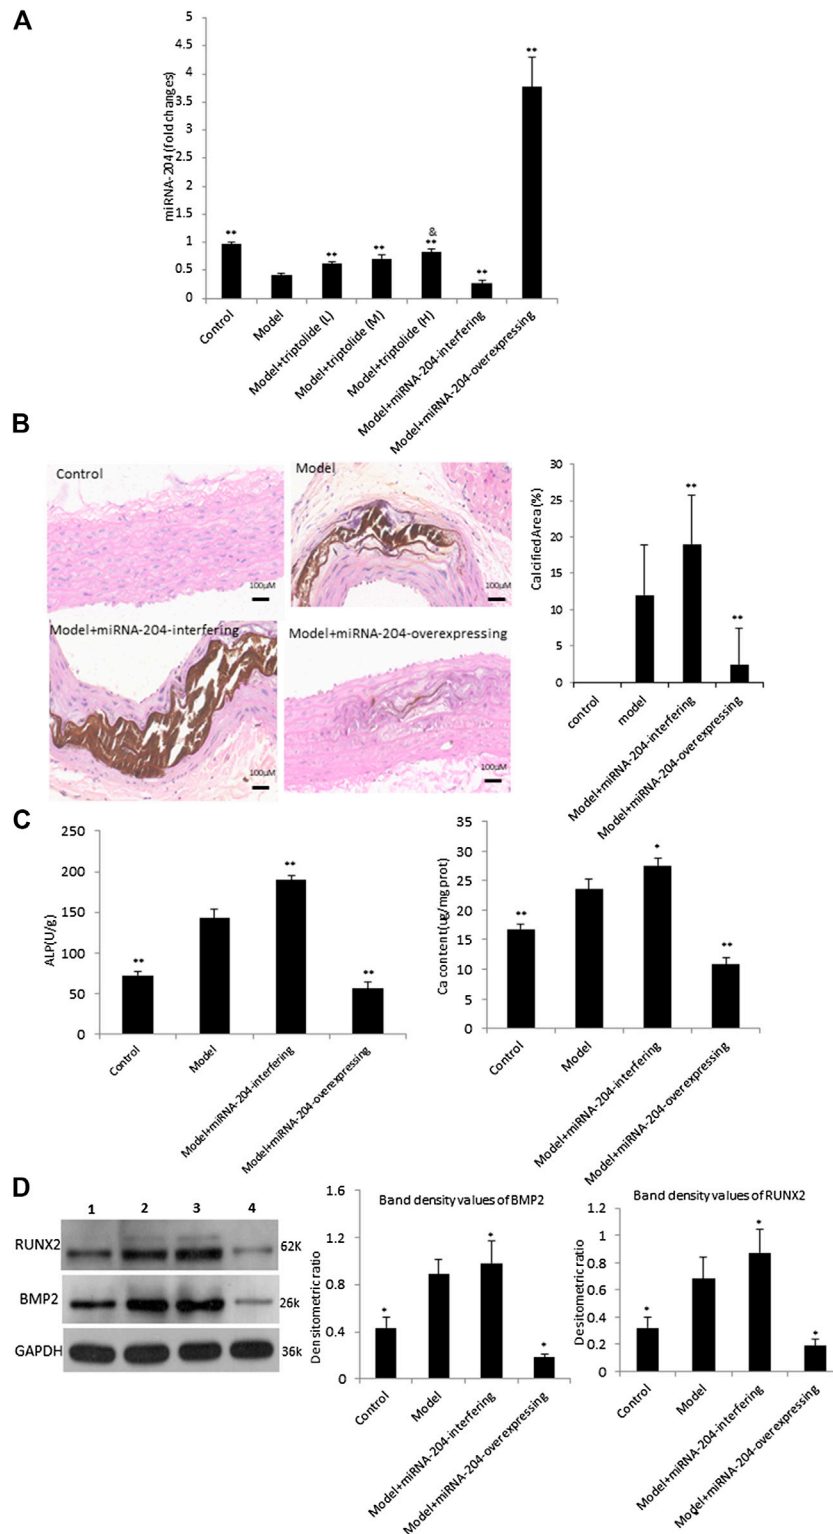 A
miRNA-204 (fold changes)
5
4.5
4
3.5
3
2.5
2
1.5
1
0.5
0
**
**
**
&
**
**
**
Control
Model
Model+triptolide (L)
Model+triptolide (M)
Model+triptolide (H)
Model+miRNA-204-interfering
Model+miRNA-204-overexpressing
B
Control
100μM
Model
100μM
Model+miRNA-204-interfering
100μM
Model+miRNA-204-overexpressing
100μM
Calcified Area (%)
30
25
20
15
10
5
0
**
**
control
model
Model+miRNA-204-interfering
Model+miRNA-204-overexpressing
C
ALP(U/g)
250
200
150
100
50
0
**
**
**
Control
Model
Model+miRNA-204-interfering
Model+miRNA-204-overexpressing
Ca content(ug/mg prot)
35
30
25
20
15
10
5
0
**
*
**
Control
Model
Model+miRNA-204-interfering
Model+miRNA-204-overexpressing
D
1 2 3 4
RUNX2 62K
BMP2 26k
GAPDH 36k
Band density values of BMP2
Densitometric ratio
1.6
1.2
0.8
0.4
0
*
*
*
Control
Model
Model+miRNA-204-interfering
Model+miRNA-204-overexpressing
Band density values of RUNX2
Desitometric ratio
1.2
1
0.8
0.6
0.4
0.2
0
*
*
*
Control
Model
Model+miRNA-204-interfering
Model+miRNA-204-overexpressing